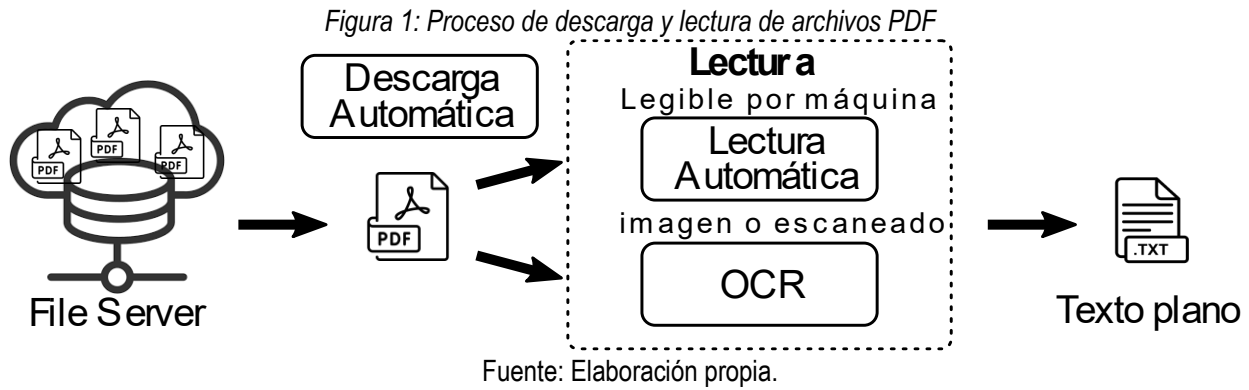 Figura 1: Proceso de descarga y lectura de archivos PDF
Descarga
Automática
Lectura
Legible por máquina
Lectura
Automática
imagen o escaneado
OCR
PDF
PDF
PDF
PDF
File Server
.TXT
Texto plano
Fuente: Elaboración propia.